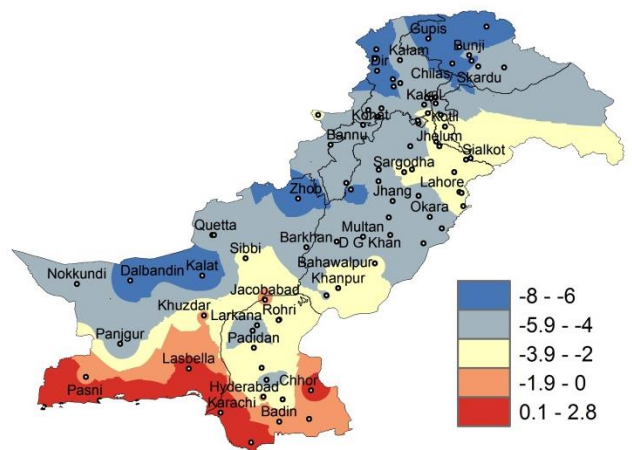 Gupis
Kalam
Bunji
Dir
Chilas
Skardu
Kakul
Kohat
Kotli
Bannu
Jhelum
Sialkot
Sargodha
Zhob
Jhang
Lahore
Okara
Quetta
Multan
Barkhan
D G Khan
Sibbi
Bahawalpur
Nokkundi
Dalbandin
Kalat
Khanpur
Jacobabad
Khuzdar
Larkana
Rohri
Panjgur
Padidan
Lasbella
Pasni
Hyderabad
Chhor
Karachi
Badin
-8 - -6
-5.9 - -4
-3.9 - -2
-1.9 - 0
0.1 - 2.8